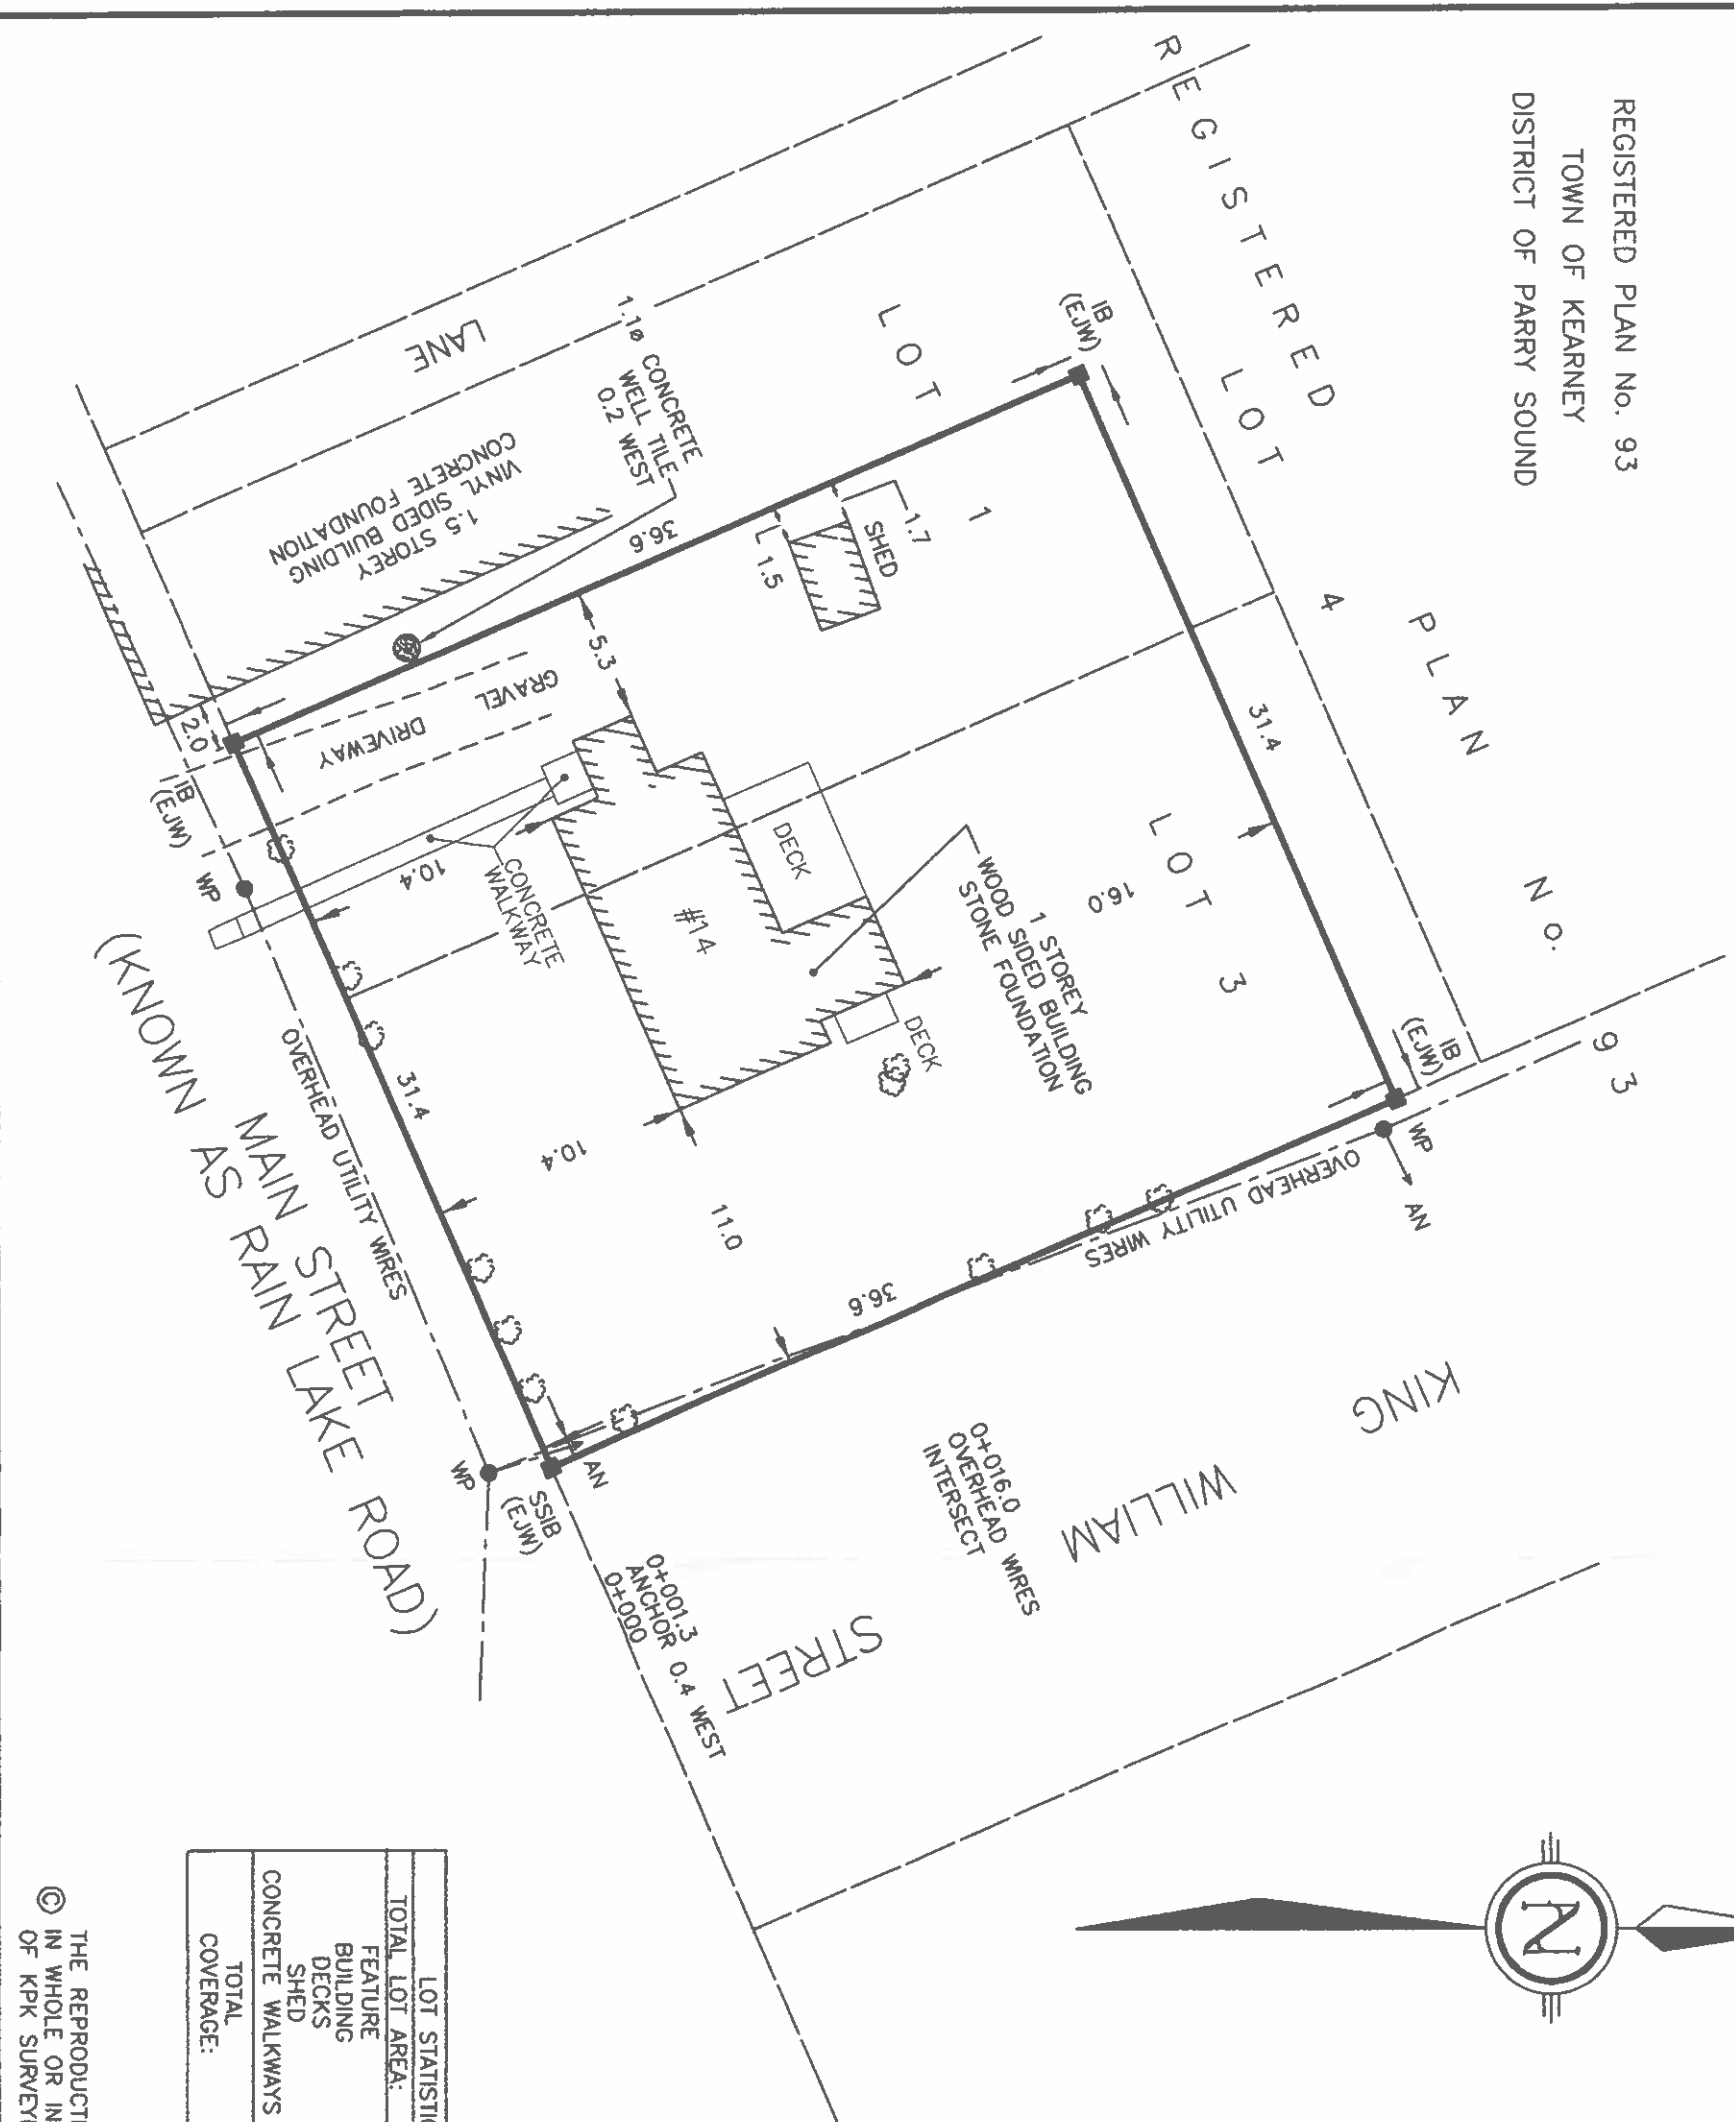 REGISTERED PLAN No. 93
TOWN OF KEARNEY
DISTRICT OF PARRY SOUND
REGISTERED PLAN No. 93
LOT 4
LOT 1
LOT 3
IB
(EJW)
31.4
IB
(EJW)
WP
AN
OVERHEAD UTILITY WIRES
36.6
KING WILLIAM STREET
0+016.0
OVERHEAD WIRES
INTERSECT
0+001.3
ANCHOR 0.4 WEST
0+000
AN
SSIB
(EJW)
WP
LANE
1.1ø CONCRETE
WELL TILE
0.2 WEST
36.6
1.7
SHED
1.5
1.5 STOREY
VINYL SIDED BUILDING
CONCRETE FOUNDATION
5.3
GRAVEL
DRIVEWAY
2.0
IB
(EJW)
WP
DECK
#14
16.0
1 STOREY
WOOD SIDED BUILDING
STONE FOUNDATION
DECK
CONCRETE
WALKWAY
10.4
10.4
11.0
31.4
OVERHEAD UTILITY WIRES
MAIN STREET
(KNOWN AS RAIN LAKE ROAD)
N
LOT STATISTIC
TOTAL LOT AREA:
FEATURE
BUILDING
DECKS
SHED
CONCRETE WALKWAYS
TOTAL
COVERAGE:
THE REPRODUCTI
© IN WHOLE OR IN
OF KPK SURVEY